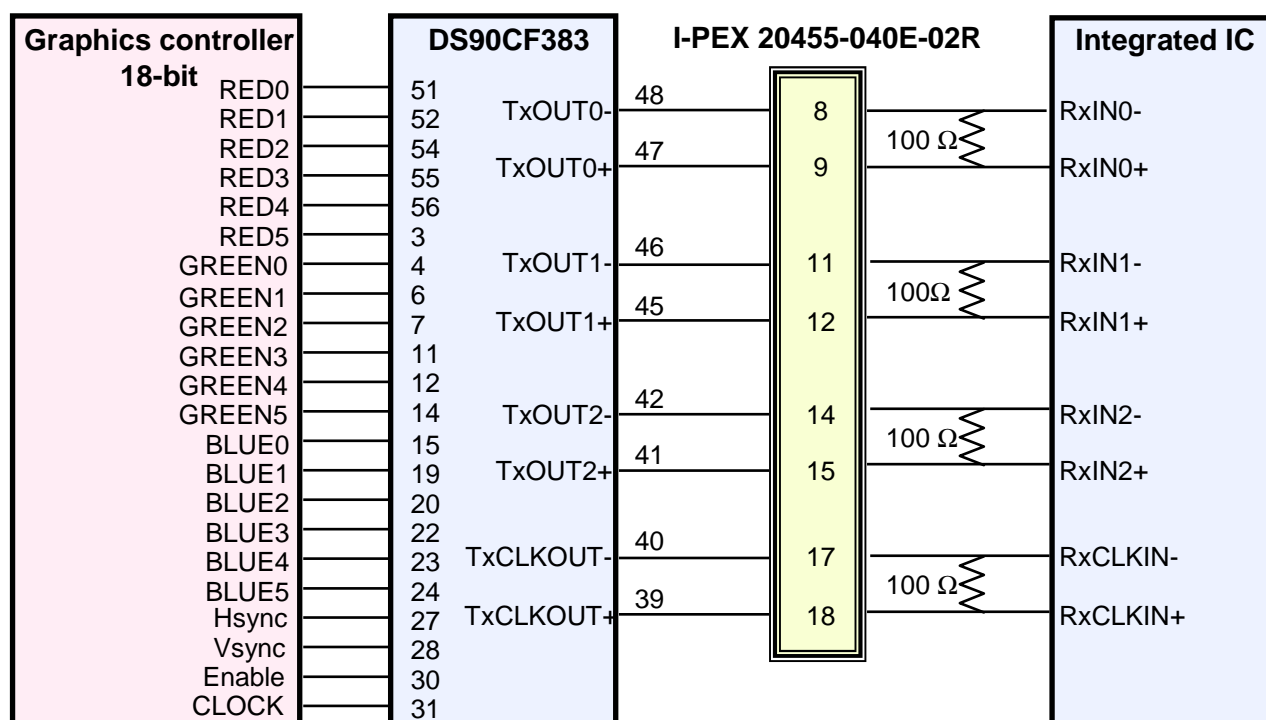 Graphics controller
18-bit
DS90CF383
I-PEX 20455-040E-02R
Integrated IC
RED0 51
RED1 52
RED2 54
RED3 55
RED4 56
RED5 3
GREEN0 4
GREEN1 6
GREEN2 7
GREEN3 11
GREEN4 12
GREEN5 14
BLUE0 15
BLUE1 19
BLUE2 20
BLUE3 22
BLUE4 23
BLUE5 24
Hsync 27
Vsync 28
Enable 30
CLOCK 31
TxOUT0- 48 8 RxIN0-
100 Ω
TxOUT0+ 47 9 RxIN0+
TxOUT1- 46 11 RxIN1-
100Ω
TxOUT1+ 45 12 RxIN1+
TxOUT2- 42 14 RxIN2-
100 Ω
TxOUT2+ 41 15 RxIN2+
TxCLKOUT- 40 17 RxCLKIN-
100 Ω
TxCLKOUT+ 39 18 RxCLKIN+